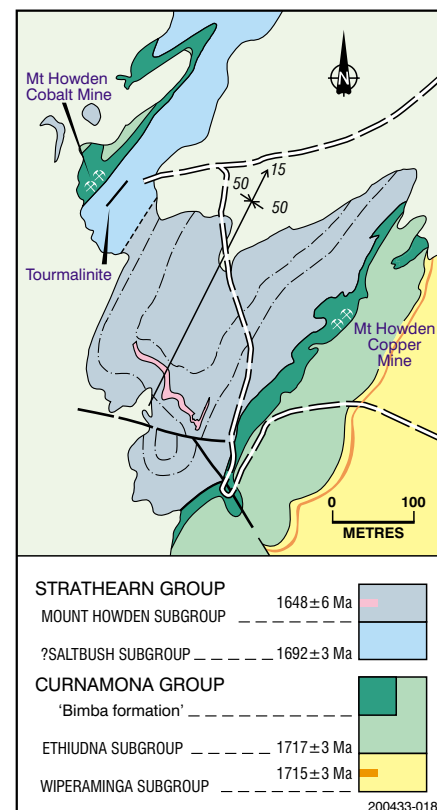 Mt Howden
Cobalt Mine
N
15
50
50
Tourmalinite
Mt Howden
Copper
Mine
0 100
METRES
STRATHEARN GROUP
MOUNT HOWDEN SUBGROUP 1648±6 Ma
?SALTBUSH SUBGROUP 1692±3 Ma
CURNAMONA GROUP
'Bimba formation'
ETHIUDNA SUBGROUP 1717±3 Ma
WIPERAMINGA SUBGROUP 1715±3 Ma
200433-018